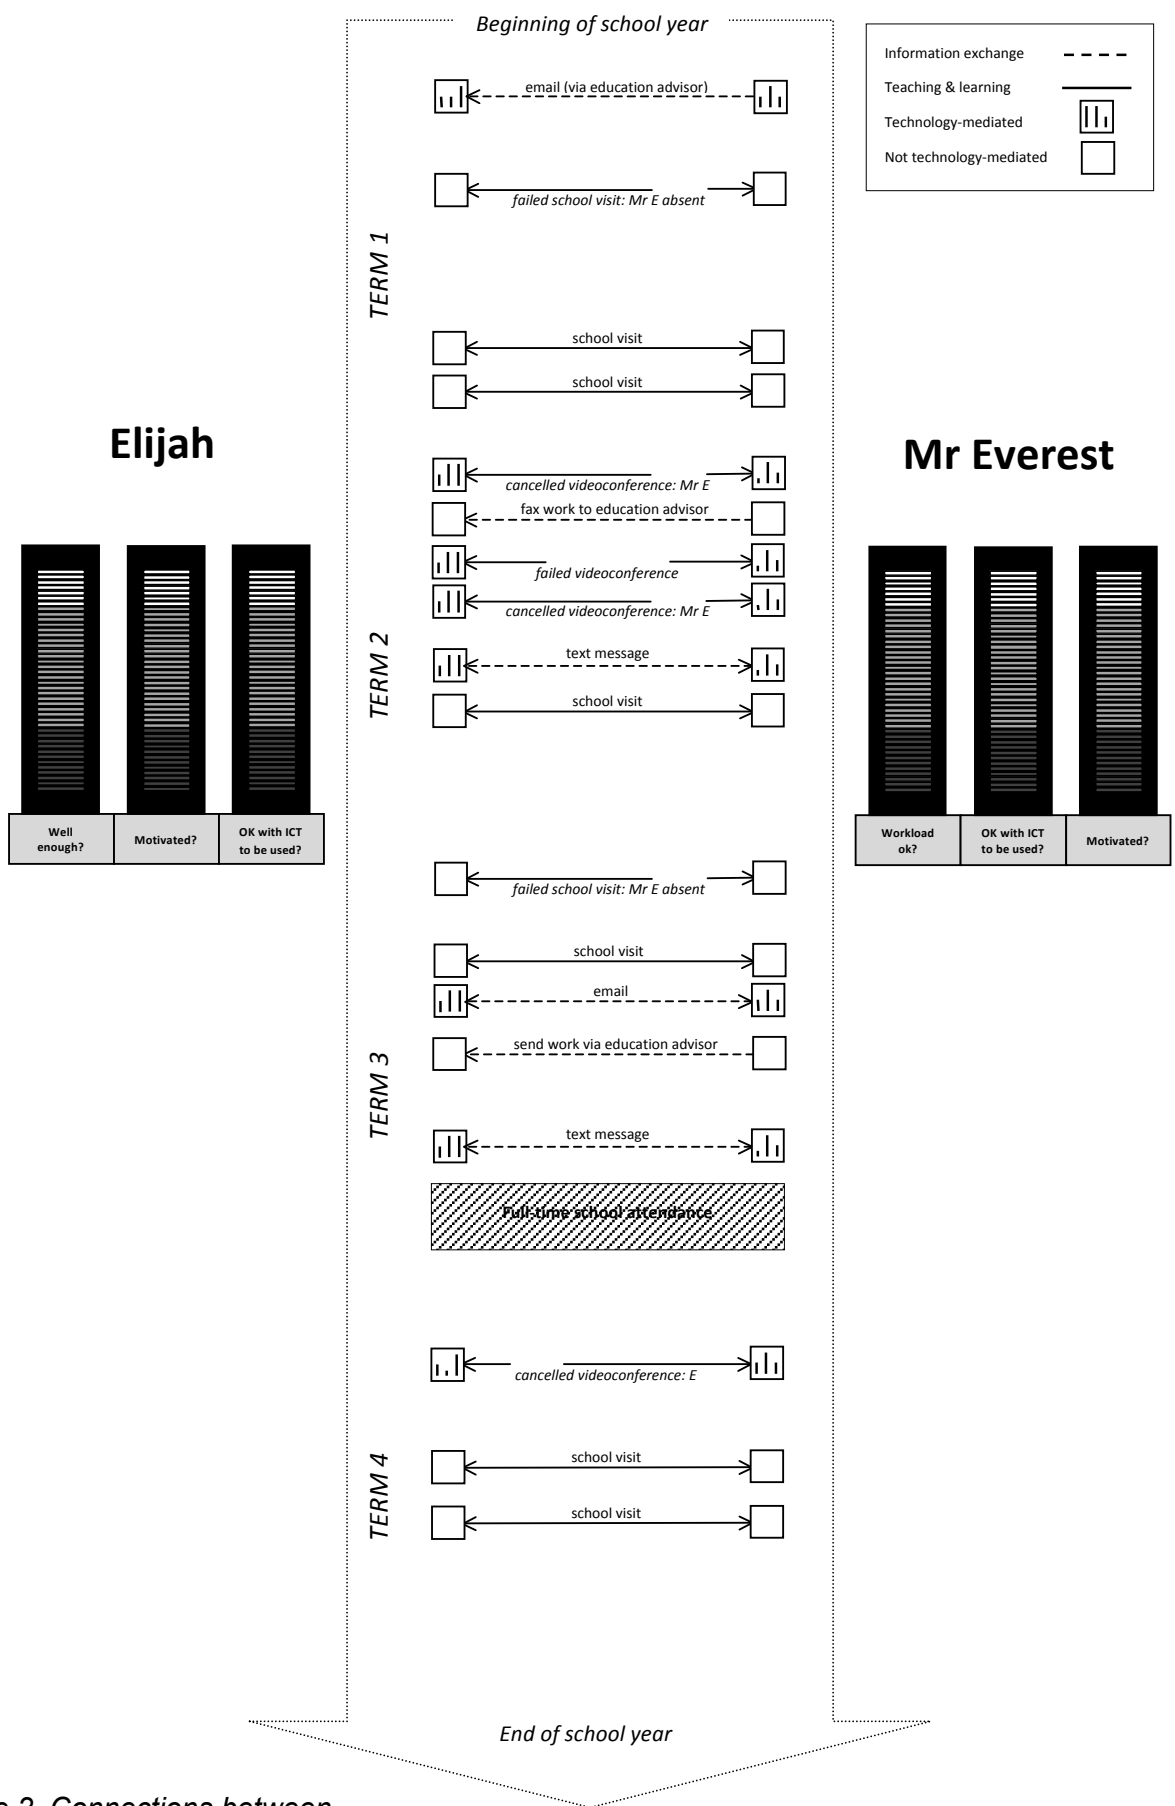 Beginning of school year
Information exchange
Teaching & learning
Technology-mediated
Not technology-mediated
email (via education advisor)
failed school visit: Mr E absent
TERM 1
school visit
school visit
Elijah
Mr Everest
cancelled videoconference: Mr E
fax work to education advisor
failed videoconference
cancelled videoconference: Mr E
TERM 2
text message
school visit
Well
enough?
Motivated?
OK with ICT
to be used?
Workload
ok?
OK with ICT
to be used?
Motivated?
failed school visit: Mr E absent
school visit
email
send work via education advisor
TERM 3
text message
Full-time school attendance
cancelled videoconference: E
TERM 4
school visit
school visit
End of school year
2. Connections between